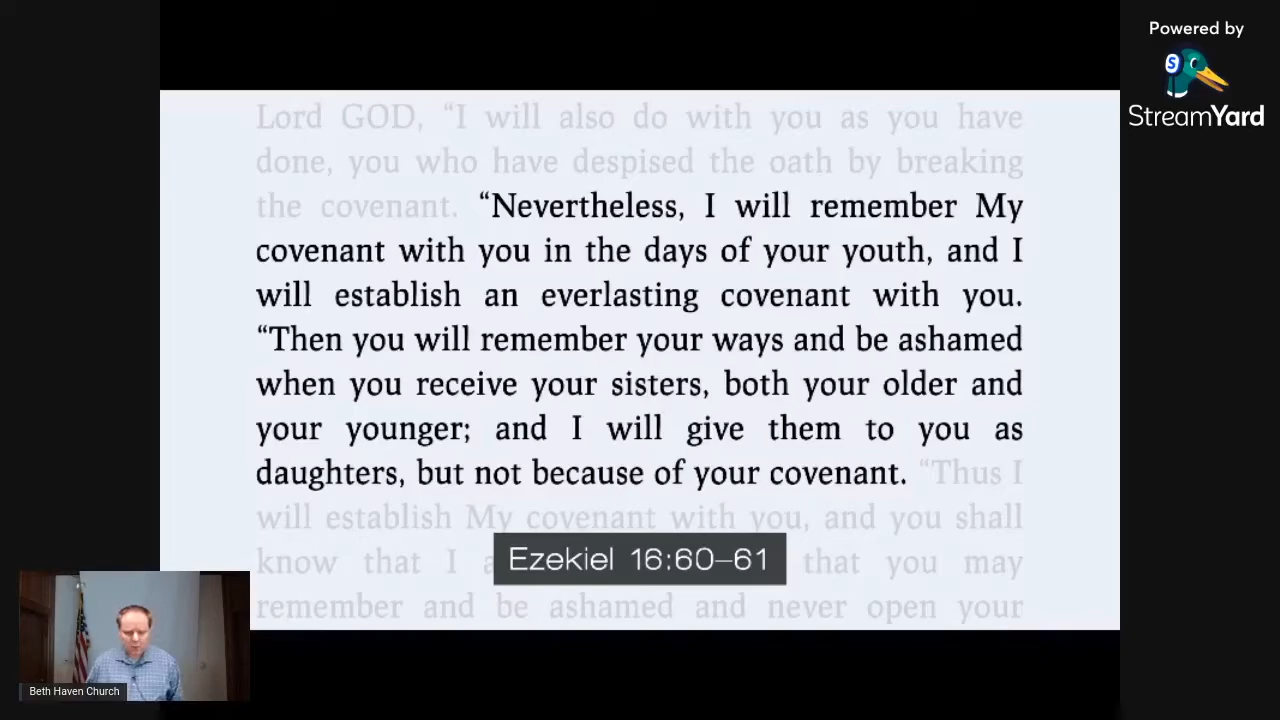 Powered by
S
StreamYard
Lord GOD, “I will also do with you as you have
done, you who have despised the oath by breaking
the covenant. “Nevertheless, I will remember My
covenant with you in the days of your youth, and I
will establish an everlasting covenant with you.
“Then you will remember your ways and be ashamed
when you receive your sisters, both your older and
your younger; and I will give them to you as
daughters, but not because of your covenant. “Thus I
will establish My covenant with you, and you shall
know that I that you may
remember and be ashamed and never open your
Ezekiel 16:60–61
Beth Haven Church